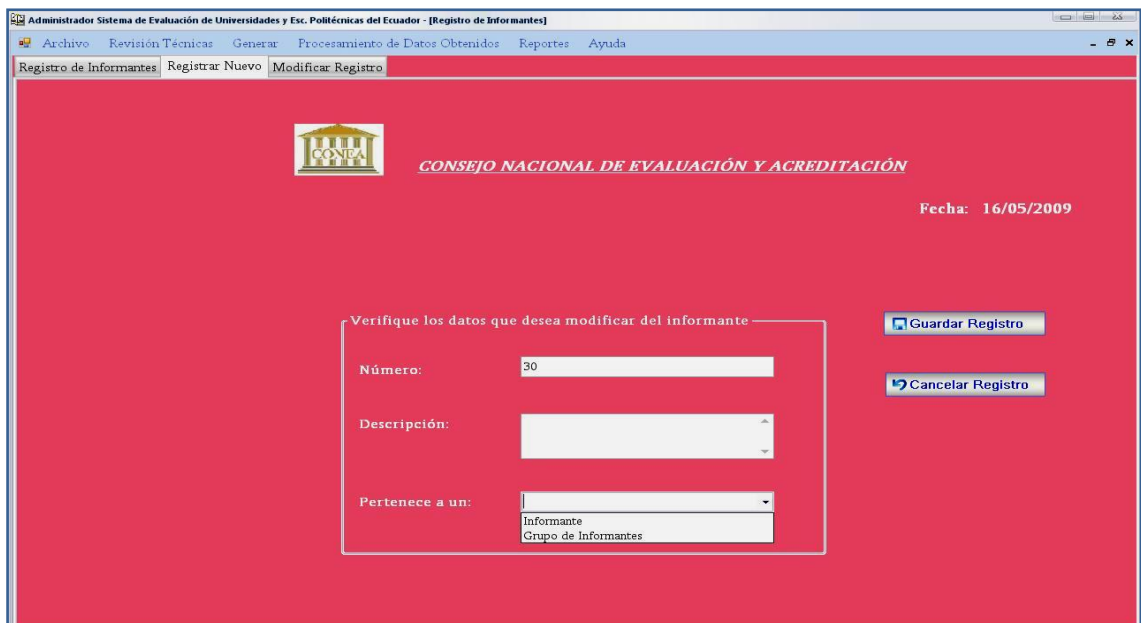 Administrador Sistema de Evaluación de Universidades y Esc. Politécnicas del Ecuador - [Registro de Informantes]
Archivo Revisión Técnicas Generar Procesamiento de Datos Obtenidos Reportes Ayuda
Registro de Informantes Registrar Nuevo Modificar Registro
CONEA
CONSEJO NACIONAL DE EVALUACIÓN Y ACREDITACIÓN
Fecha: 16/05/2009
Verifique los datos que desea modificar del informante
Guardar Registro
Número: 30
Cancelar Registro
Descripción:
Pertenece a un:
Informante
Grupo de Informantes